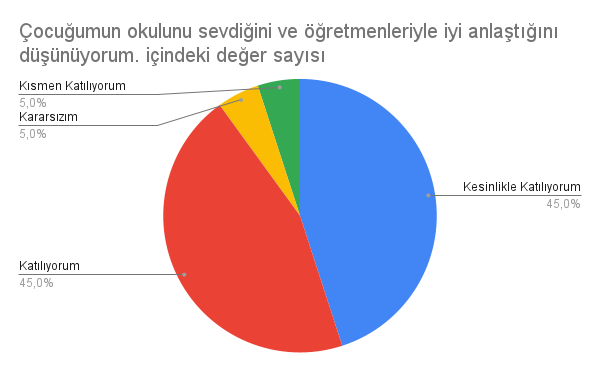 Çocuğumun okulunu sevdiğini ve öğretmenleriyle iyi anlaştığını
düşünüyorum. içindeki değer sayısı
Kısmen Katılıyorum
5,0%
Kararsızım
5,0%
Kesinlikle Katılıyorum
45,0%
Katılıyorum
45,0%